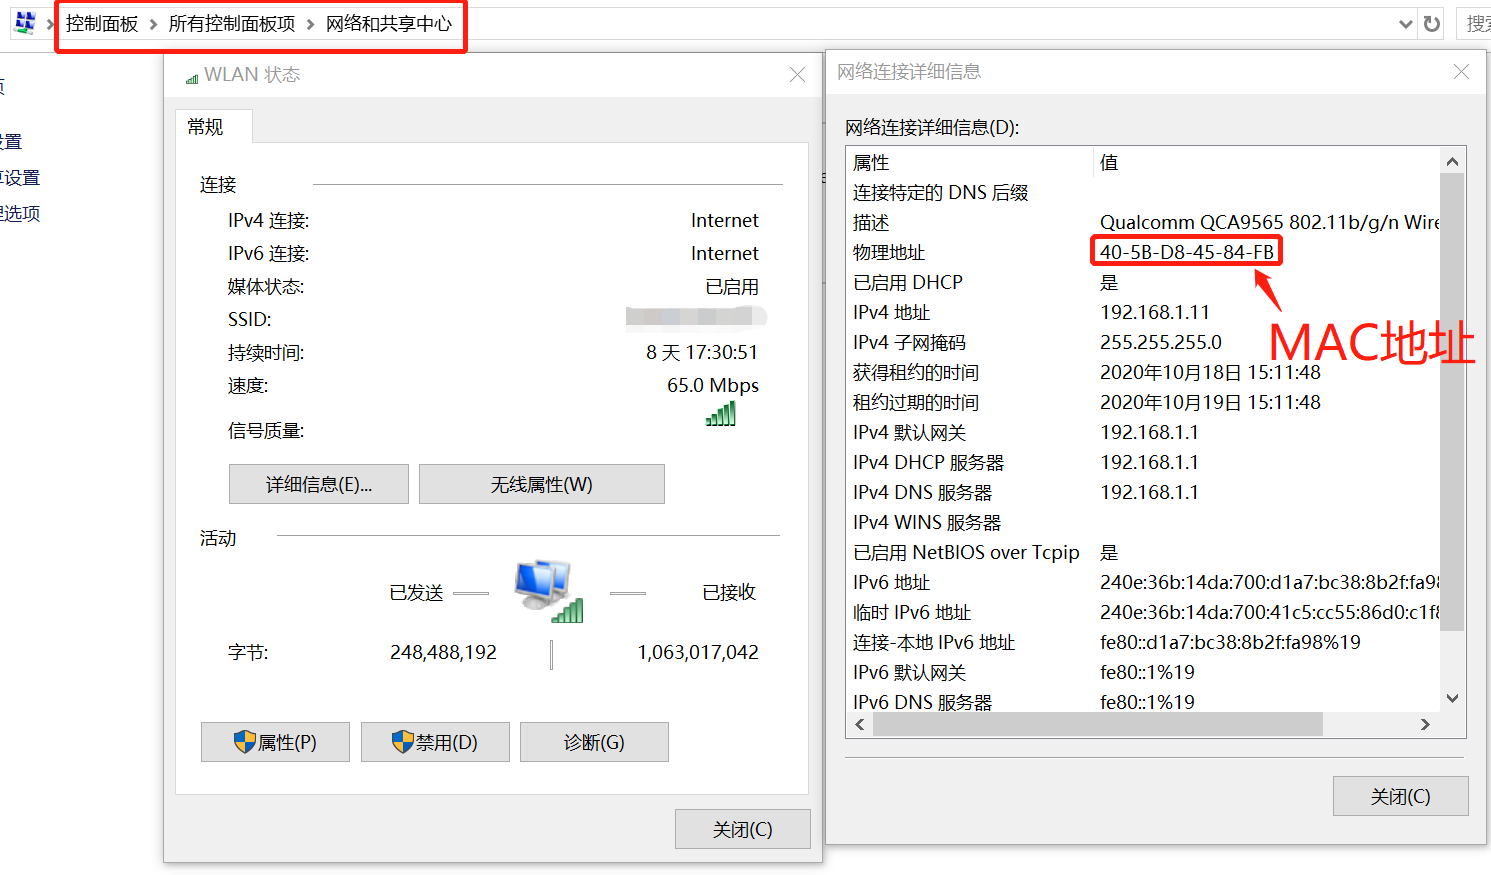 控制面板 > 所有控制面板项 > 网络和共享中心
设置
享设置
理选项
WLAN 状态
常规
连接
IPv4 连接: Internet
IPv6 连接: Internet
媒体状态: 已启用
SSID:
持续时间: 8 天 17:30:51
速度: 65.0 Mbps
信号质量:
详细信息(E)... 无线属性(W)
活动
已发送 已接收
字节: 248,488,192 1,063,017,042
属性(P) 禁用(D) 诊断(G)
关闭(C)
网络连接详细信息
网络连接详细信息(D):
属性 值
连接特定的 DNS 后缀
描述 Qualcomm QCA9565 802.11b/g/n Wire
物理地址 40-5B-D8-45-84-FB
已启用 DHCP 是
IPv4 地址 192.168.1.11
IPv4 子网掩码 255.255.255.0
获得租约的时间 2020年10月18日 15:11:48
租约过期的时间 2020年10月19日 15:11:48
IPv4 默认网关 192.168.1.1
IPv4 DHCP 服务器 192.168.1.1
IPv4 DNS 服务器 192.168.1.1
IPv4 WINS 服务器
已启用 NetBIOS over Tcpip 是
IPv6 地址 240e:36b:14da:700:d1a7:bc38:8b2f:fa98
临时 IPv6 地址 240e:36b:14da:700:41c5:cc55:86d0:c1f8
连接-本地 IPv6 地址 fe80::d1a7:bc38:8b2f:fa98%19
IPv6 默认网关 fe80::1%19
IPv6 DNS 服务器 fe80::1%19
MAC地址
关闭(C)